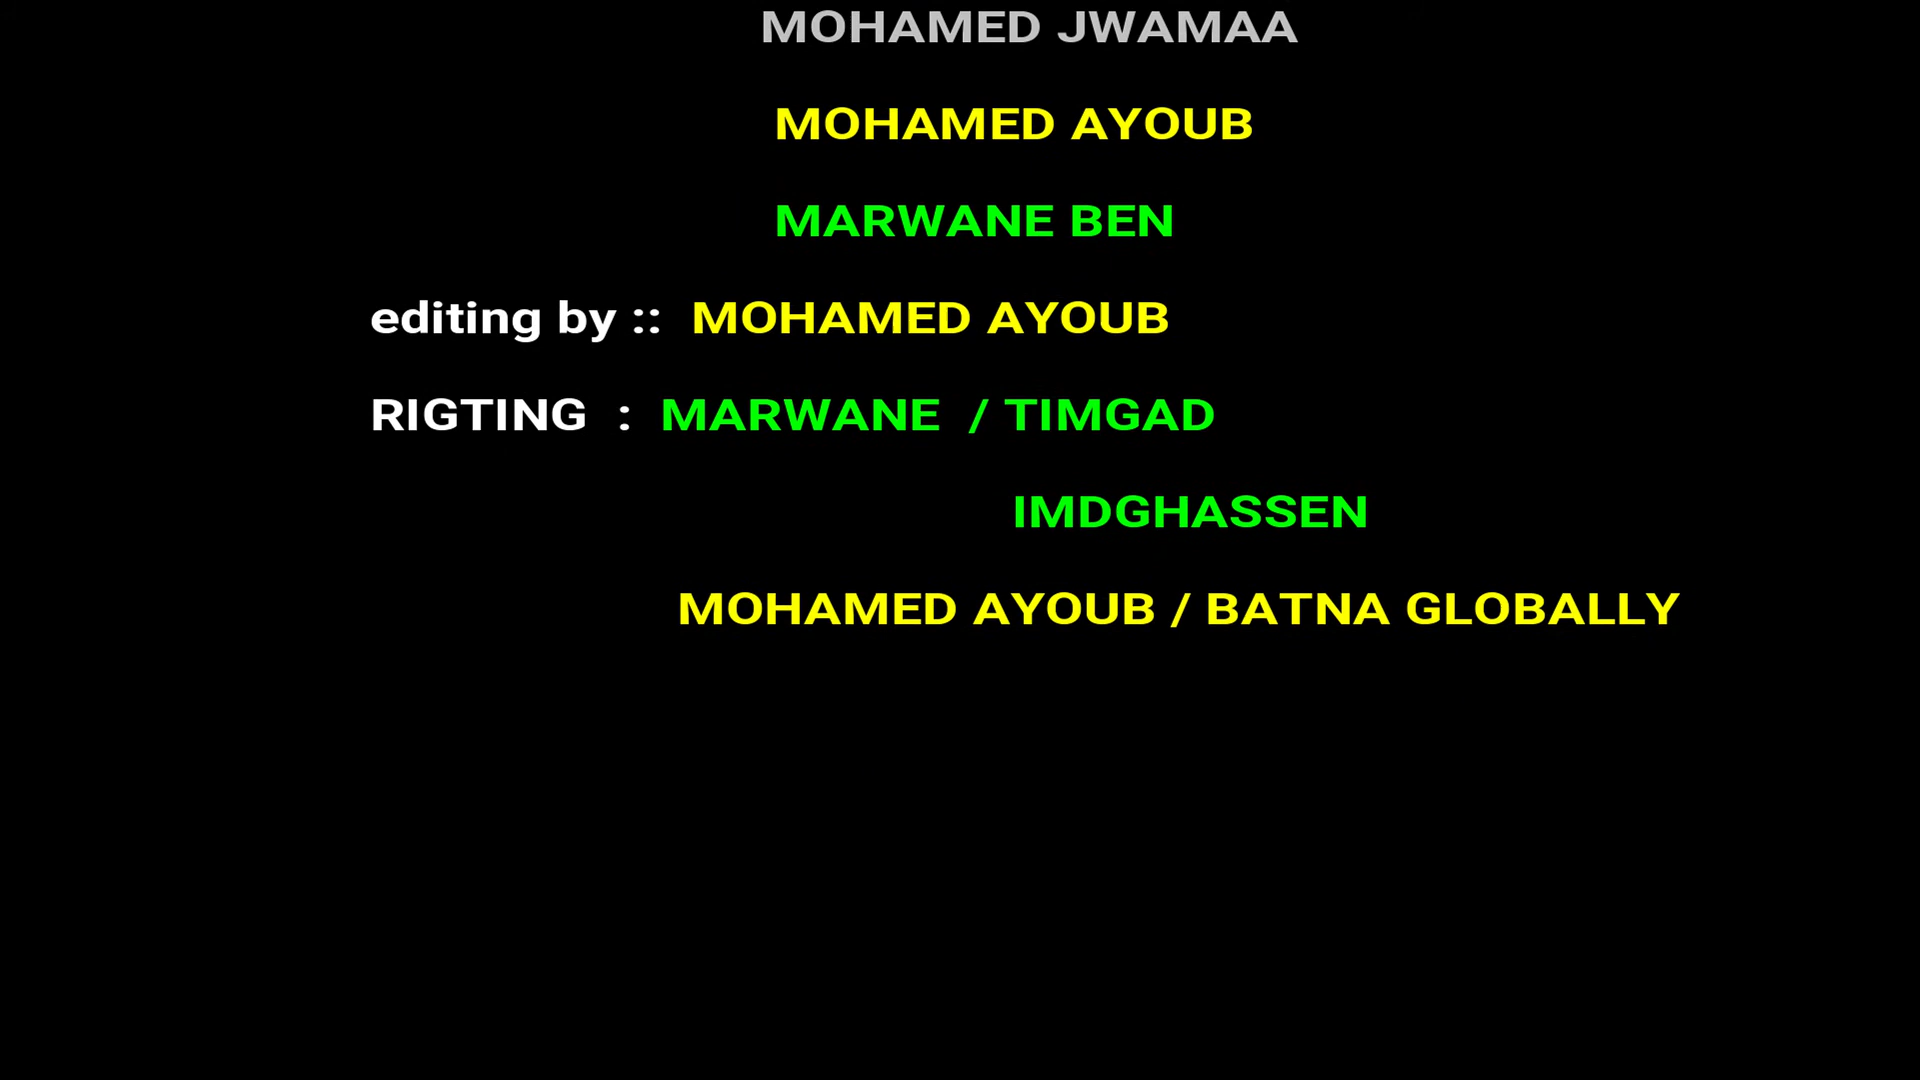 MOHAMED JWAMAA
MOHAMED AYOUB
MARWANE BEN
editing by :: MOHAMED AYOUB
RIGTING : MARWANE / TIMGAD
IMDGHASSEN
MOHAMED AYOUB / BATNA GLOBALLY